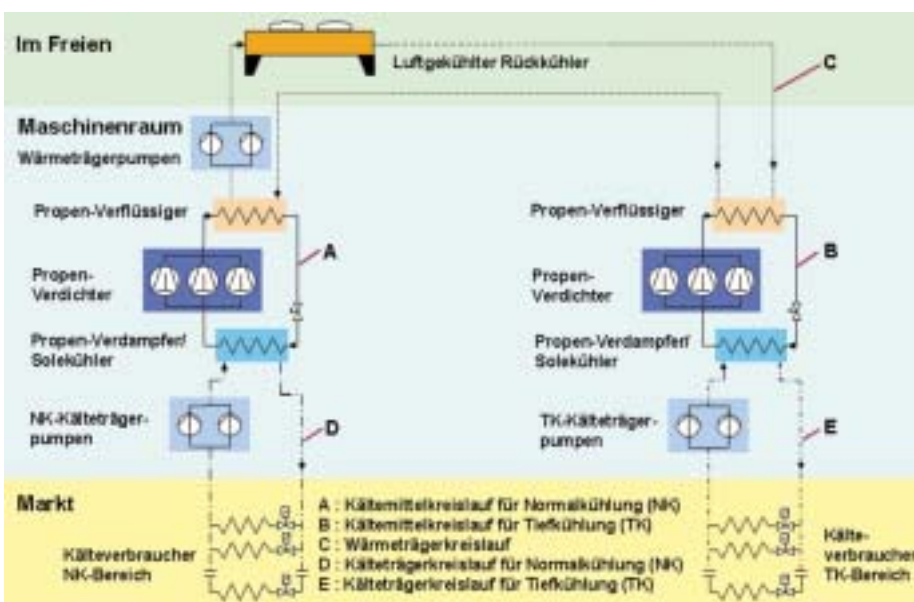 Im Freien
Luftgekühlter Rückkühler
C
Maschinenraum
Wärmeträgerpumpen
Propen-Verflüssiger
A
Propen-
Verdichter
Propen-Verdampfer/
Solekühler
NK-Kälteträger-
pumpen
D
Propen-Verflüssiger
B
Propen-
Verdichter
Propen-Verdampfer/
Solekühler
TK-Kälteträger-
pumpen
E
Markt
Kälteverbraucher
NK-Bereich
A : Kältemittelkreislauf für Normalkühlung (NK)
B : Kältemittelkreislauf für Tiefkühlung (TK)
C : Wärmeträgerkreislauf
D : Kälteträgerkreislauf für Normalkühlung (NK)
E : Kälteträgerkreislauf für Tiefkühlung (TK)
Kälte-
verbraucher
TK-Bereich